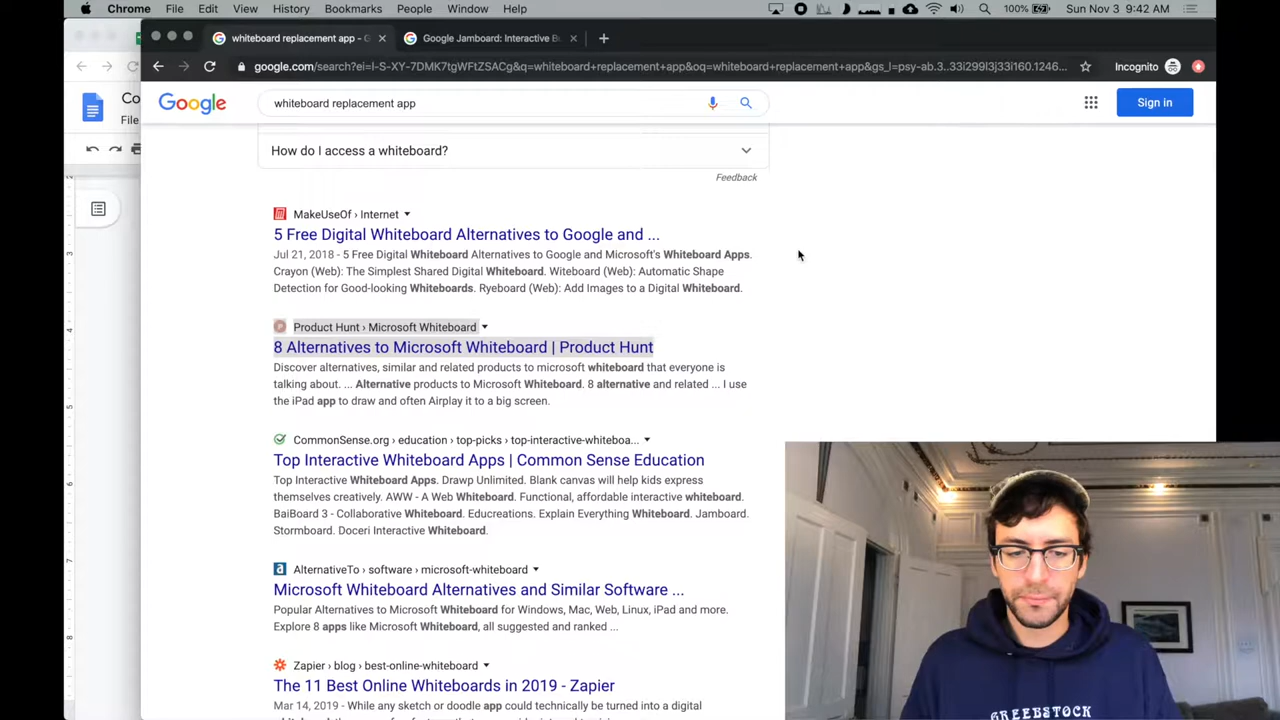 Chrome File Edit View History Bookmarks People Window Help 100% Sun Nov 3 9:42 AM
whiteboard replacement app - G
Google Jamboard: Interactive Bu
google.com/search?ei=l-S-XY-7DMK7tgWFtZSACg&q=whiteboard+replacement+app&oq=whiteboard+replacement+app&gs_l=psy-ab.3..33i299l3j33i160.1246... Incognito
Co
File
Google
whiteboard replacement app
Sign in
How do I access a whiteboard?
Feedback
MakeUseOf › Internet
5 Free Digital Whiteboard Alternatives to Google and ...
Jul 21, 2018 - 5 Free Digital Whiteboard Alternatives to Google and Microsoft's Whiteboard Apps.
Crayon (Web): The Simplest Shared Digital Whiteboard. Witeboard (Web): Automatic Shape
Detection for Good-looking Whiteboards. Ryeboard (Web): Add Images to a Digital Whiteboard.
Product Hunt › Microsoft Whiteboard
8 Alternatives to Microsoft Whiteboard | Product Hunt
Discover alternatives, similar and related products to microsoft whiteboard that everyone is
talking about. ... Alternative products to Microsoft Whiteboard. 8 alternative and related ... I use
the iPad app to draw and often Airplay it to a big screen.
CommonSense.org › education › top-picks › top-interactive-whiteboa...
Top Interactive Whiteboard Apps | Common Sense Education
Top Interactive Whiteboard Apps. Drawp Unlimited. Blank canvas will help kids express
themselves creatively. AWW - A Web Whiteboard. Functional, affordable interactive whiteboard.
BaiBoard 3 - Collaborative Whiteboard. Educreations. Explain Everything Whiteboard. Jamboard.
Stormboard. Doceri Interactive Whiteboard.
AlternativeTo › software › microsoft-whiteboard
Microsoft Whiteboard Alternatives and Similar Software ...
Popular Alternatives to Microsoft Whiteboard for Windows, Mac, Web, Linux, iPad and more.
Explore 8 apps like Microsoft Whiteboard, all suggested and ranked ...
Zapier › blog › best-online-whiteboard
The 11 Best Online Whiteboards in 2019 - Zapier
Mar 14, 2019 - While any sketch or doodle app could technically be turned into a digital
GREEBSTOCK